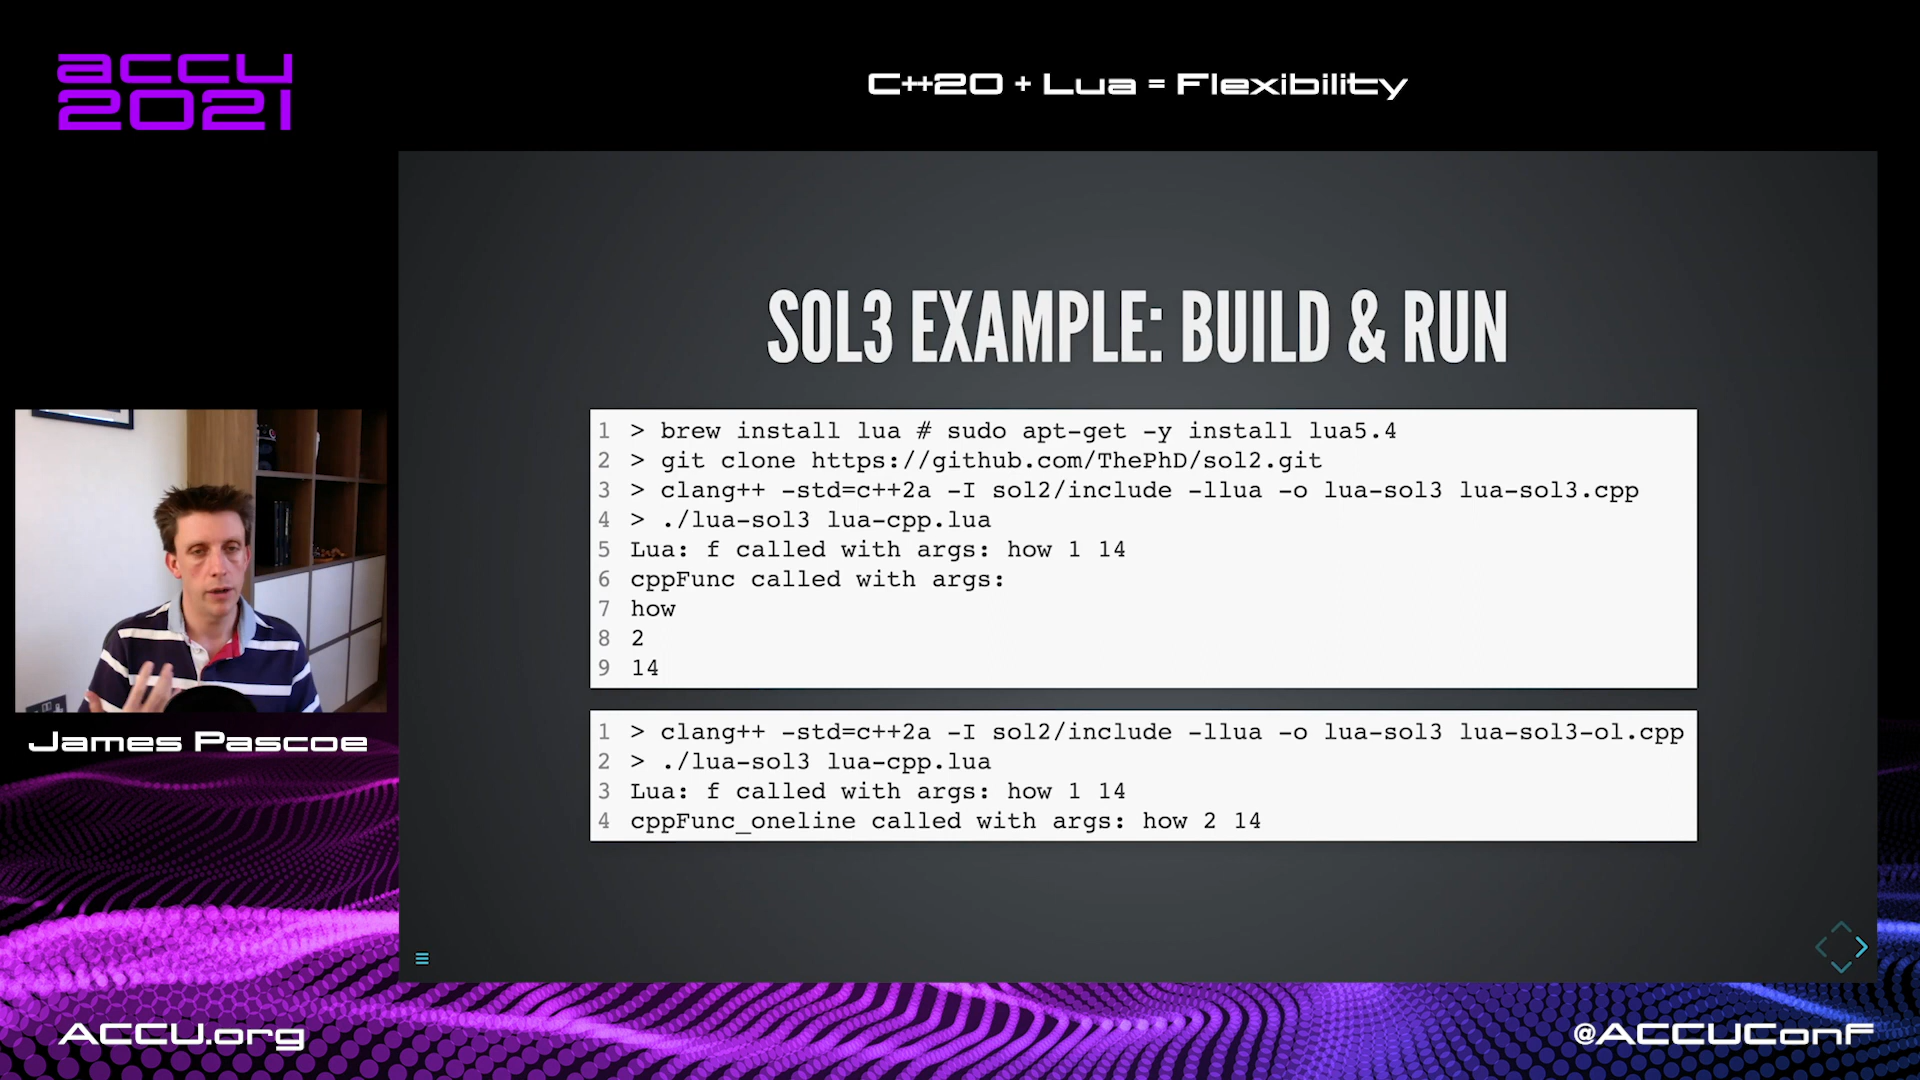 accu
2021
C++20 + Lua = Flexibility
SOL3 EXAMPLE: BUILD & RUN
1 > brew install lua # sudo apt-get -y install lua5.4
2 > git clone https://github.com/ThePhD/sol2.git
3 > clang++ -std=c++2a -I sol2/include -llua -o lua-sol3 lua-sol3.cpp
4 > ./lua-sol3 lua-cpp.lua
5 Lua: f called with args: how 1 14
6 cppFunc called with args:
7 how
8 2
9 14
1 > clang++ -std=c++2a -I sol2/include -llua -o lua-sol3 lua-sol3-ol.cpp
2 > ./lua-sol3 lua-cpp.lua
3 Lua: f called with args: how 1 14
4 cppFunc_oneline called with args: how 2 14
James Pascoe
ACCU.org
@ACCUConf